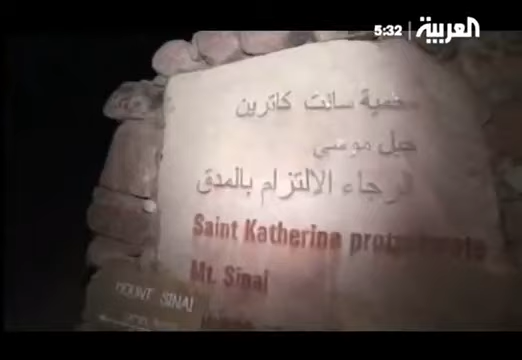 5:32 العربية
محمية سانت كاترين
جبل موسى
الرجاء الالتزام بالمدق
Saint Katherine protectorate
Mt. Sinai
MOUNT SINAI